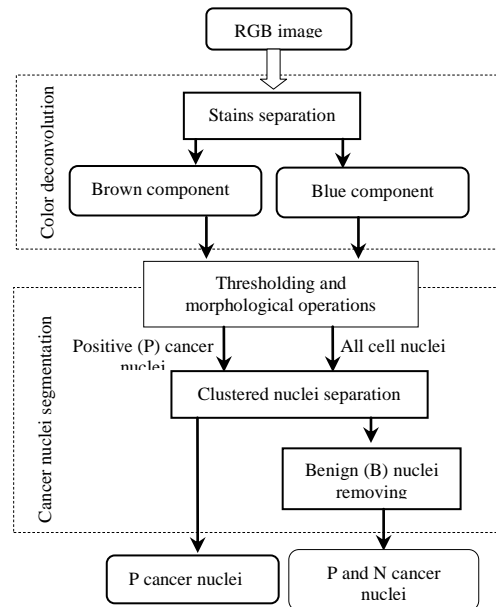 RGB image
Color deconvolution
Stains separation
Brown component
Blue component
Cancer nuclei segmentation
Thresholding and
morphological operations
Positive (P) cancer
nuclei
All cell nuclei
Clustered nuclei separation
Benign (B) nuclei
removing
P cancer nuclei
P and N cancer
nuclei